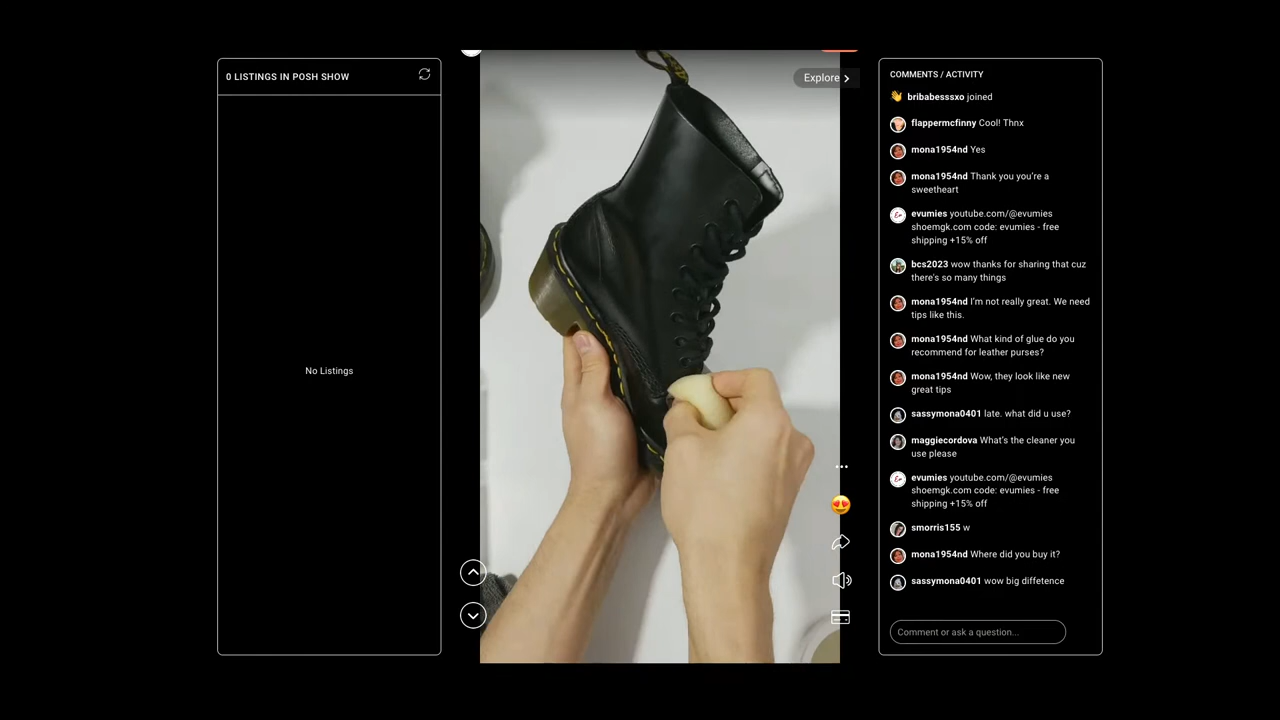 0 LISTINGS IN POSH SHOW
No Listings
Explore
COMMENTS / ACTIVITY
bribabesssxo joined
flappermcfinny Cool! Thnx
mona1954nd Yes
mona1954nd Thank you you're a
sweetheart
evumies youtube.com/@evumies
shoemgk.com code: evumies - free
shipping +15% off
bcs2023 wow thanks for sharing that cuz
there's so many things
mona1954nd I'm not really great. We need
tips like this.
mona1954nd What kind of glue do you
recommend for leather purses?
mona1954nd Wow, they look like new
great tips
sassymona0401 late. what did u use?
maggiecordova What's the cleaner you
use please
evumies youtube.com/@evumies
shoemgk.com code: evumies - free
shipping +15% off
smorris155 w
mona1954nd Where did you buy it?
sassymona0401 wow big diffetence
Comment or ask a question...